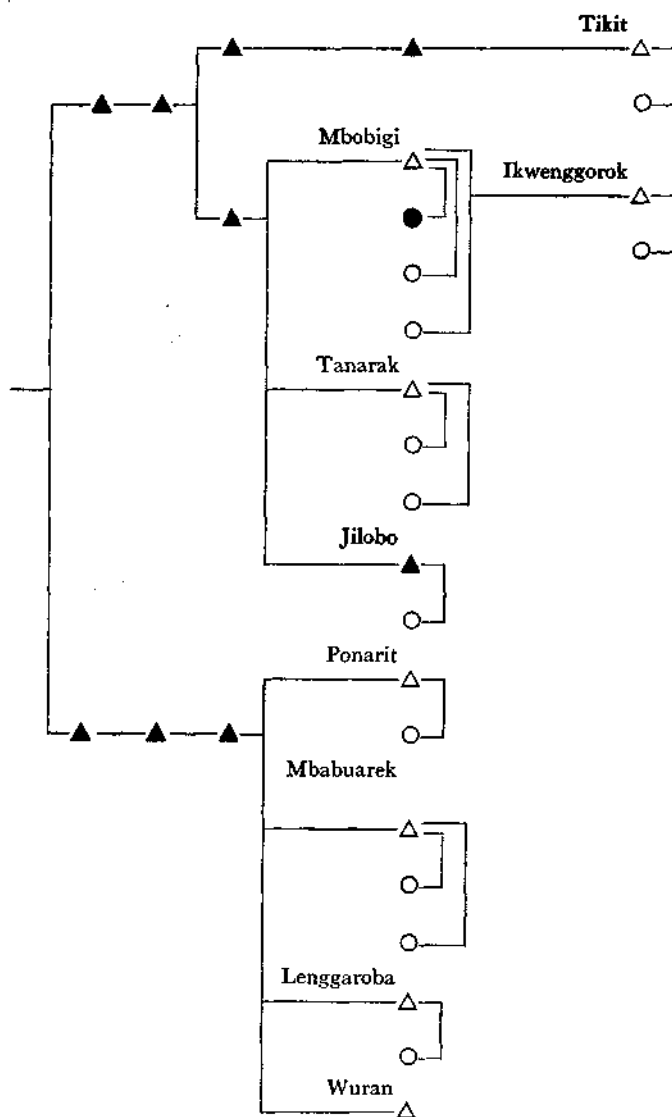 Tikit
Mbobigi
Ikwenggorok
Tanarak
Jilobo
Ponarit
Mbabuarek
Lenggaroba
Wuran